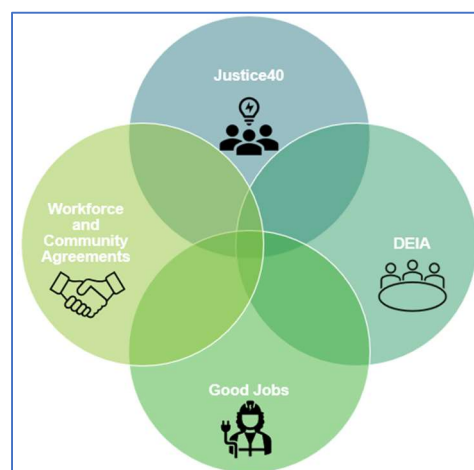 Justice40
Workforce
and
Community
Agreements
DEIA
Good Jobs